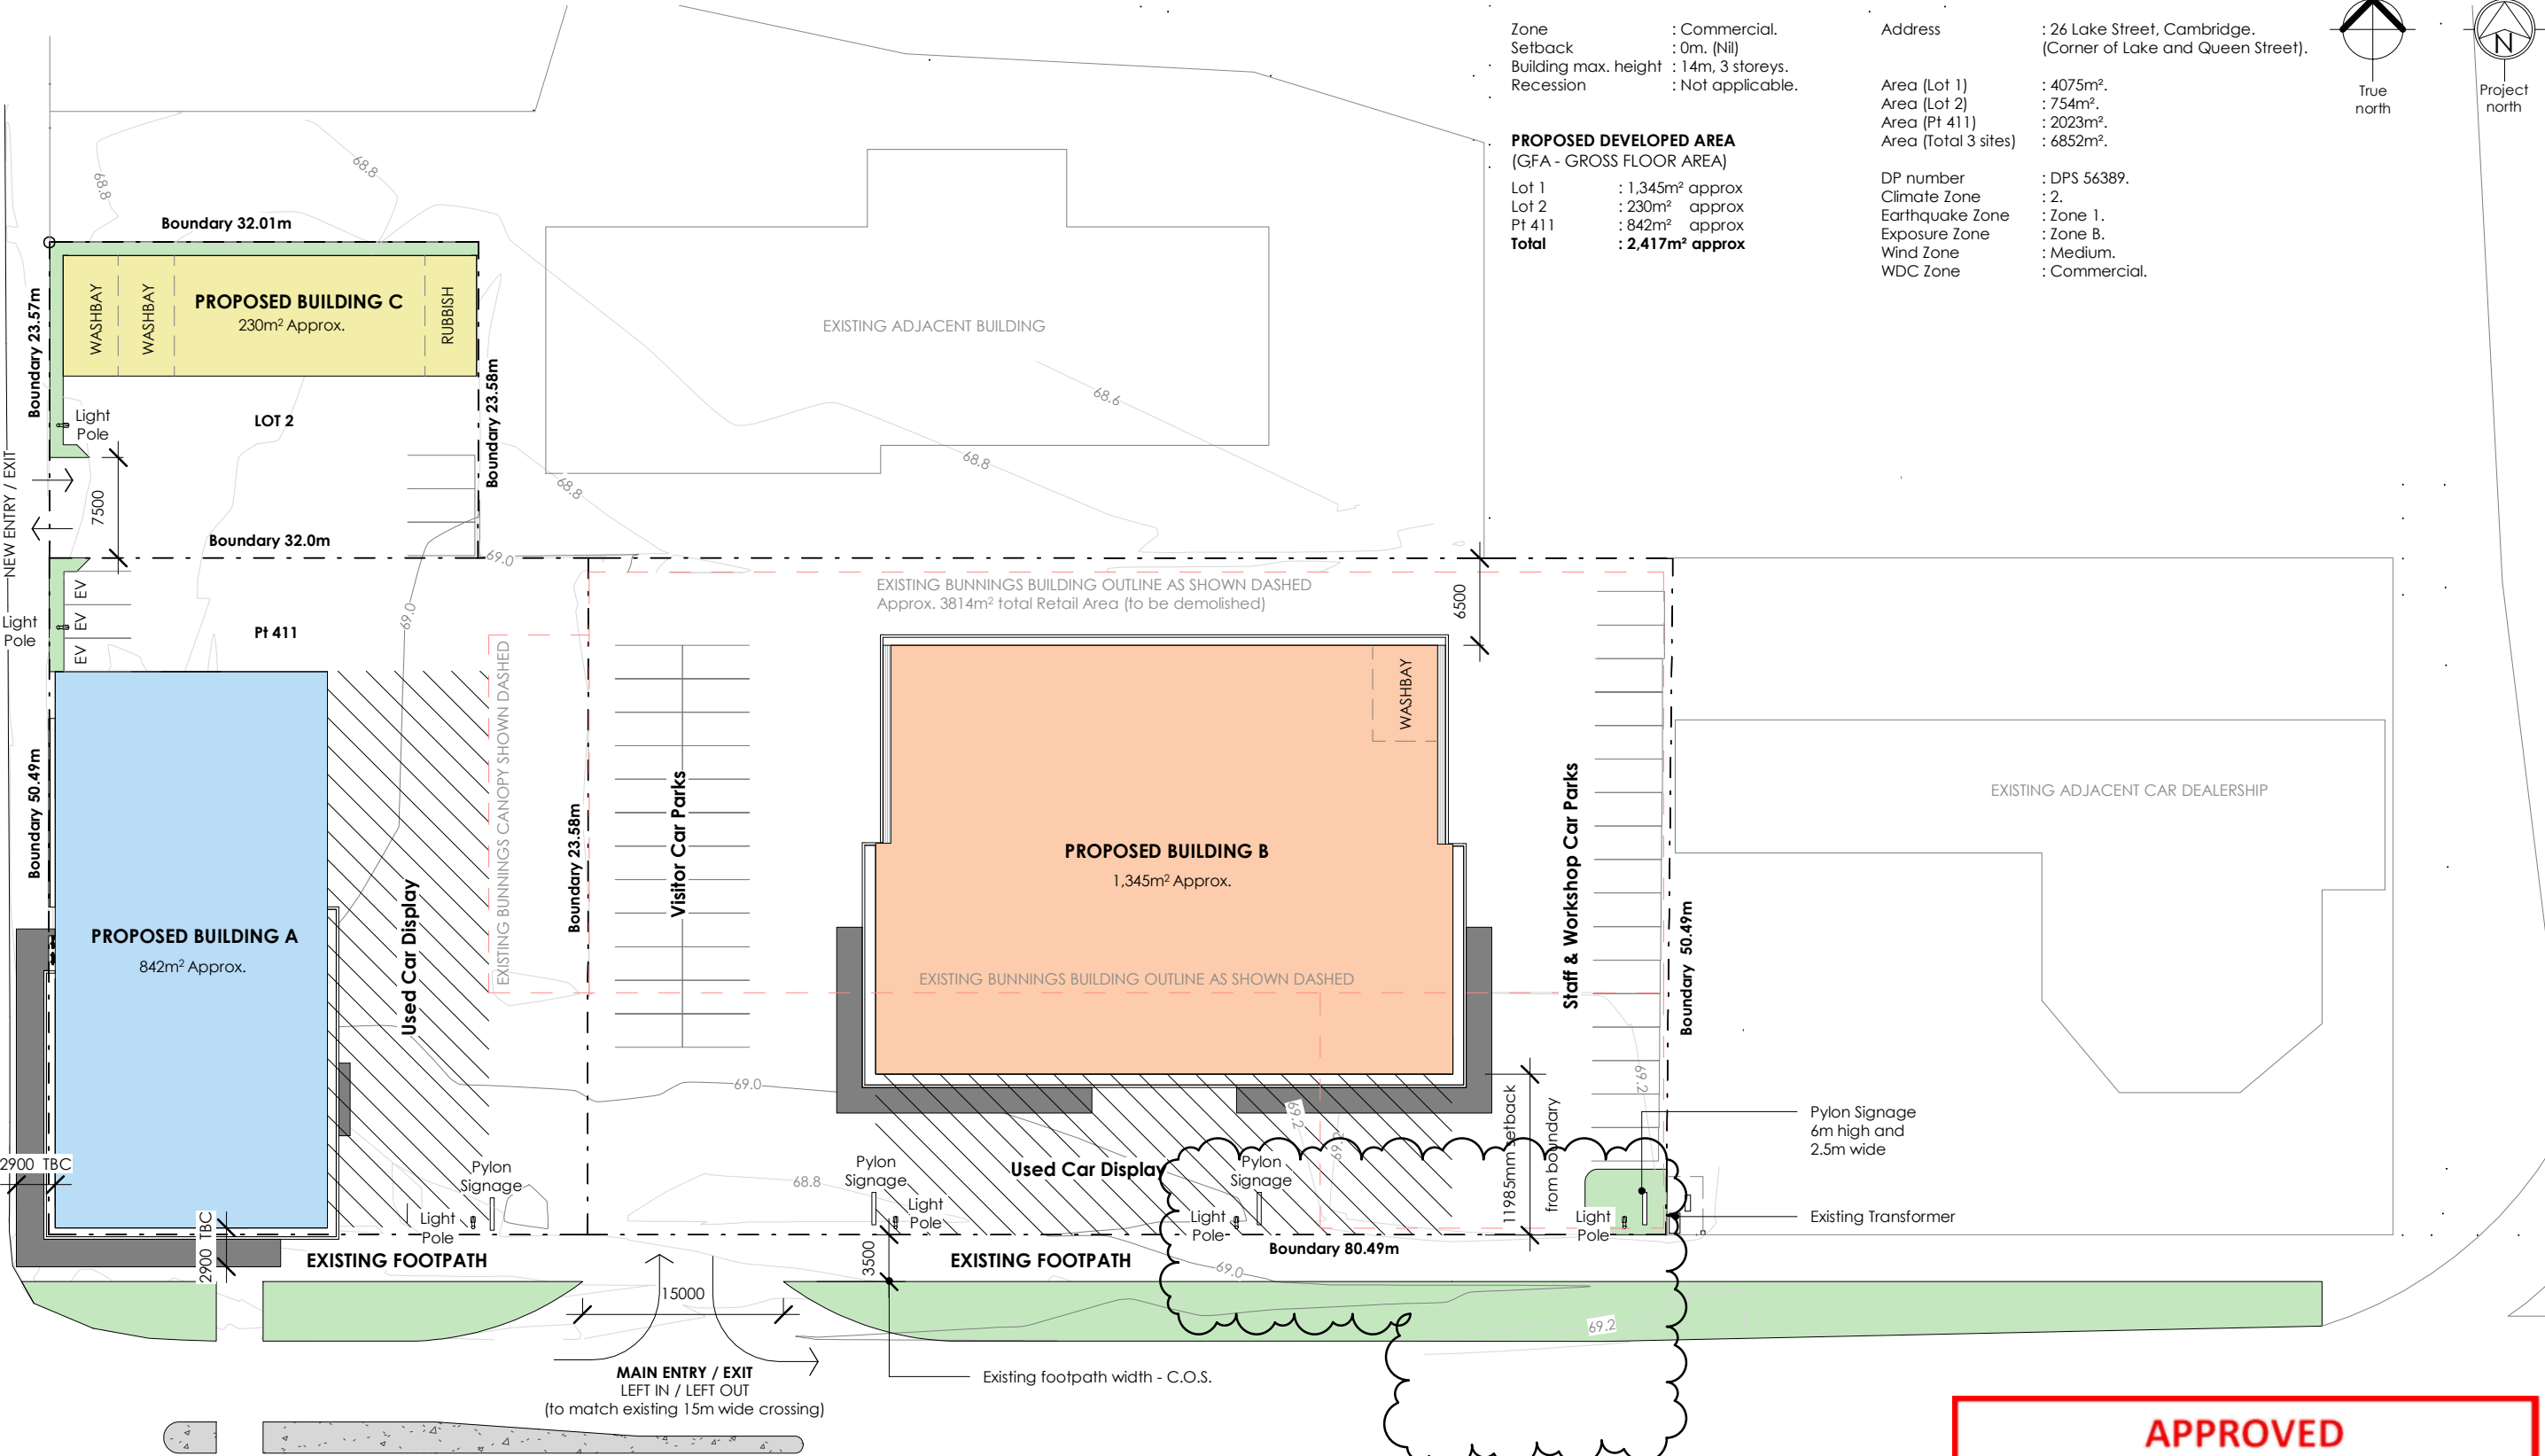 Zone : Commercial.
Setback : 0m. (Nil)
Building max. height : 14m, 3 storeys.
Recession : Not applicable.
PROPOSED DEVELOPED AREA
(GFA - GROSS FLOOR AREA)
Lot 1 : 1,345m² approx
Lot 2 : 230m² approx
Pt 411 : 842m² approx
Total : 2,417m² approx
Address : 26 Lake Street, Cambridge.
(Corner of Lake and Queen Street).
Area (Lot 1) : 4075m².
Area (Lot 2) : 754m².
Area (Pt 411) : 2023m².
Area (Total 3 sites) : 6852m².
DP number : DPS 56389.
Climate Zone : 2.
Earthquake Zone : Zone 1.
Exposure Zone : Zone B.
Wind Zone : Medium.
WDC Zone : Commercial.
True
north
N
Project
north
68.8
68.8
Boundary 32.01m
Boundary 23.57m
WASHBAY
WASHBAY
PROPOSED BUILDING C
230m² Approx.
RUBBISH
Boundary 23.58m
Light
Pole
LOT 2
NEW ENTRY / EXIT
7500
Boundary 32.0m
EXISTING ADJACENT BUILDING
68.6
68.8
68.8
69.0
EV
EV
EV
Light
Pole
Pt 411
69.0
EXISTING BUNNINGS BUILDING OUTLINE AS SHOWN DASHED
Approx. 3814m² total Retail Area (to be demolished)
6500
EXISTING BUNNINGS CANOPY SHOWN DASHED
Boundary 50.49m
PROPOSED BUILDING A
842m² Approx.
Used Car Display
Boundary 23.58m
Visitor Car Parks
WASHBAY
PROPOSED BUILDING B
1,345m² Approx.
EXISTING BUNNINGS BUILDING OUTLINE AS SHOWN DASHED
Staff & Workshop Car Parks
Boundary 50.49m
EXISTING ADJACENT CAR DEALERSHIP
69.0
69.2
69.2
69.2
11985mm setback
from boundary
Pylon Signage
6m high and
2.5m wide
Existing Transformer
2900 TBC
2900 TBC
Pylon
Signage
Light
Pole
68.8
Pylon
Signage
Light
Pole
Used Car Display
Pylon
Signage
Light
Pole
Light
Pole
Boundary 80.49m
EXISTING FOOTPATH
EXISTING FOOTPATH
3500
69.0
15000
69.2
MAIN ENTRY / EXIT
LEFT IN / LEFT OUT
(to match existing 15m wide crossing)
Existing footpath width - C.O.S.
APPROVED